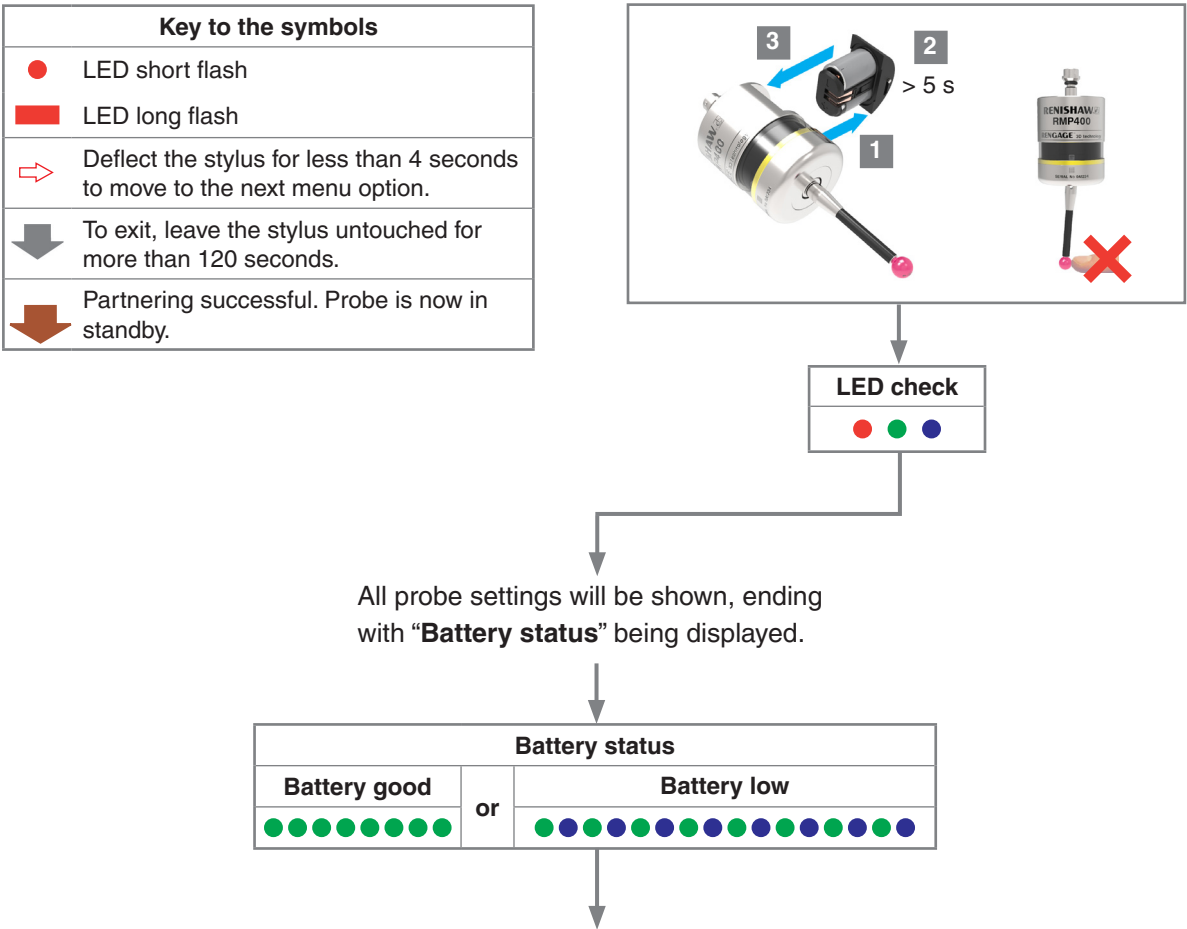 Key to the symbols
LED short flash
LED long flash
Deflect the stylus for less than 4 seconds
to move to the next menu option.
To exit, leave the stylus untouched for
more than 120 seconds.
Partnering successful. Probe is now in
standby.
3
2
> 5 s
1
RENISHAW
RMP400
RENGAGE 3D technology
LED check
All probe settings will be shown, ending
with “Battery status” being displayed.
Battery status
Battery good
or
Battery low